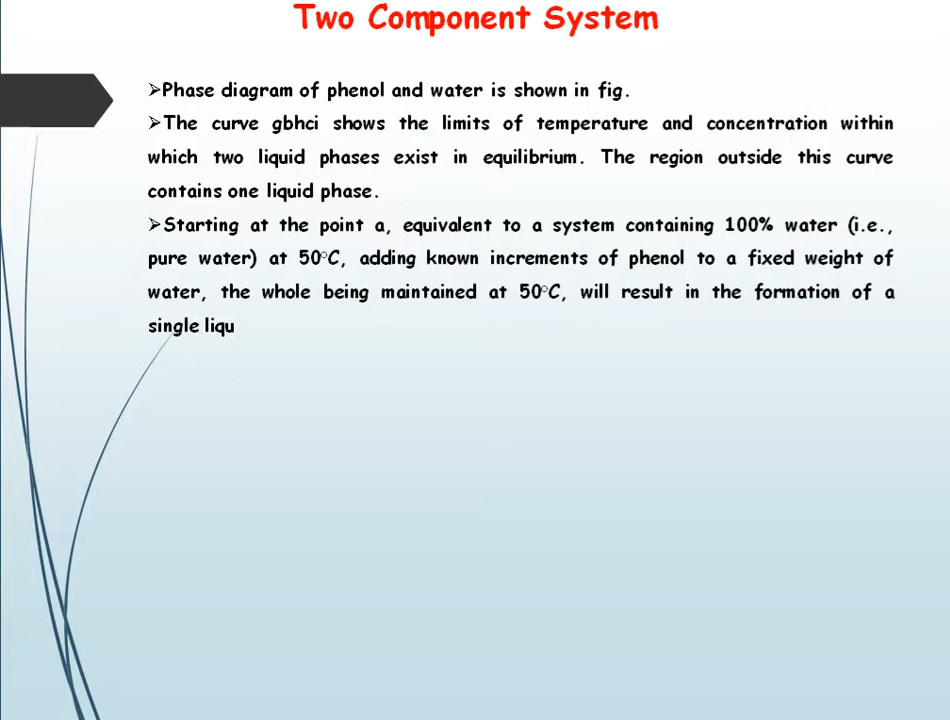 Two Component System
➢Phase diagram of phenol and water is shown in fig.
➢The curve gbhci shows the limits of temperature and concentration within
which two liquid phases exist in equilibrium. The region outside this curve
contains one liquid phase.
➢Starting at the point a, equivalent to a system containing 100% water (i.e.,
pure water) at 50°C, adding known increments of phenol to a fixed weight of
water, the whole being maintained at 50°C, will result in the formation of a
single liqu